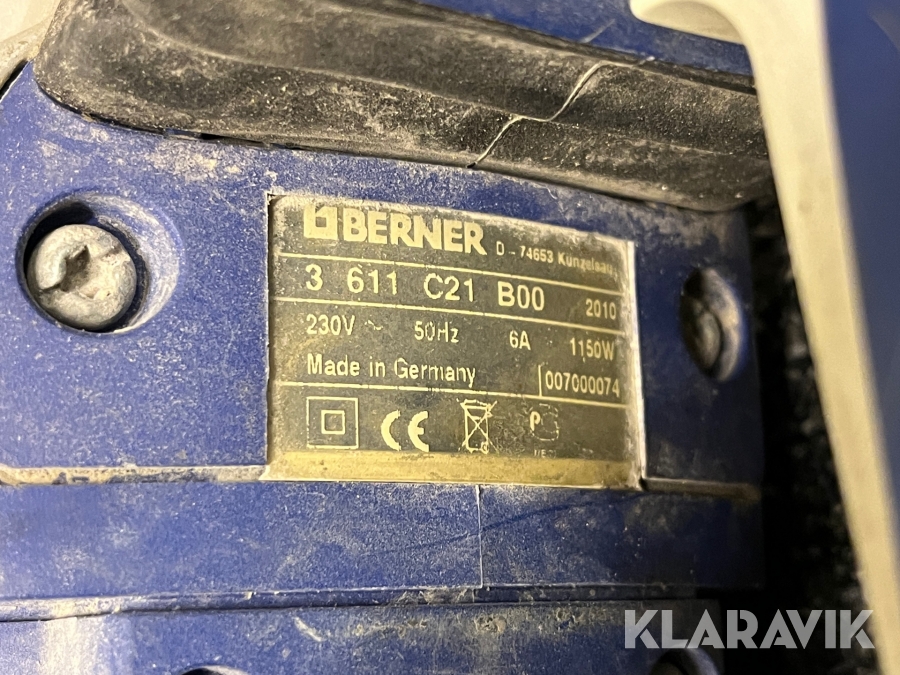 BERNER D - 74653 Künzelsau
3 611 C21 B00 2010
230V ~ 50Hz 6A 1150W
Made in Germany 007000074
CE
KLARAVIK